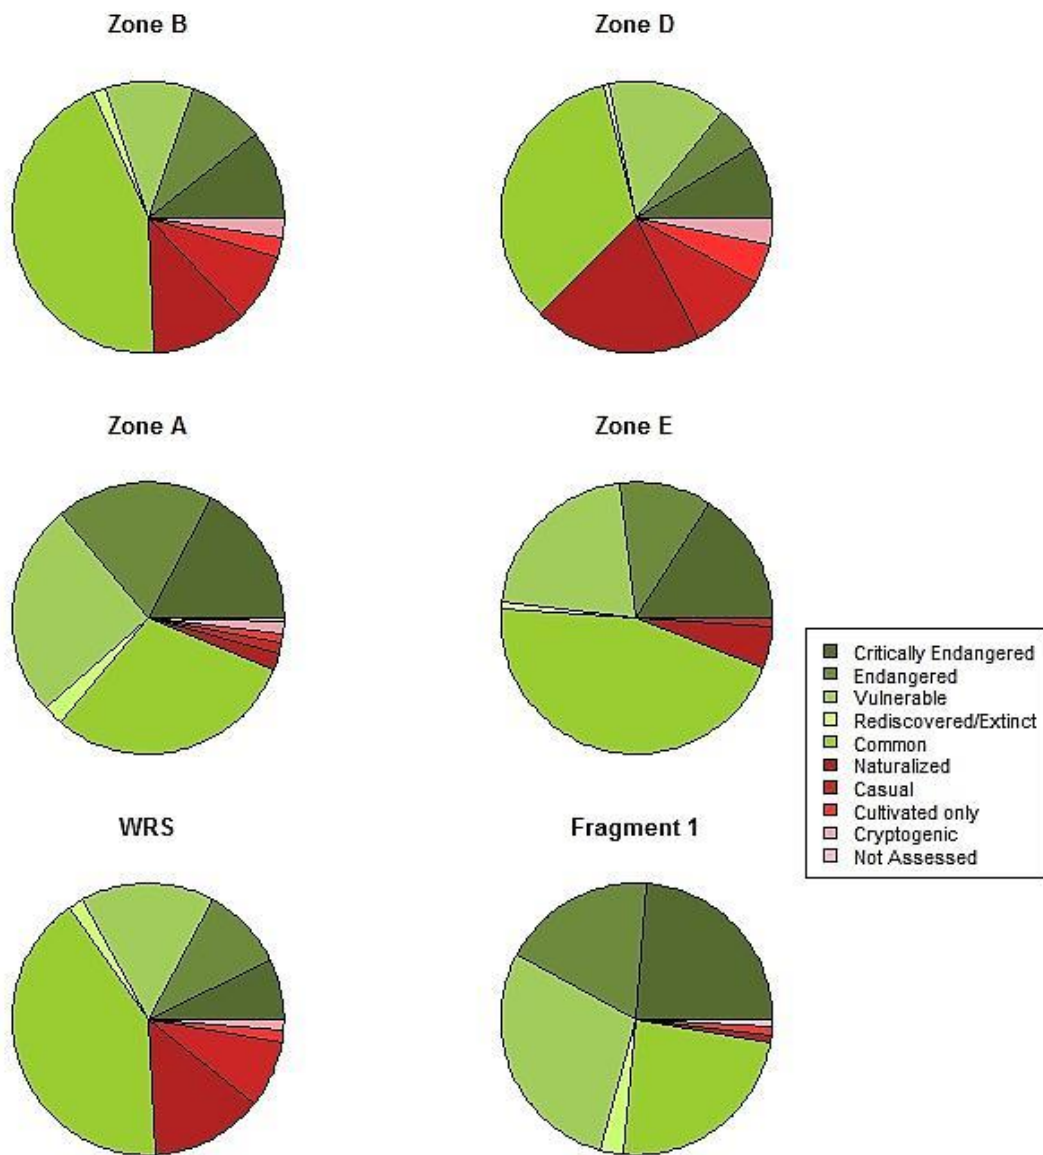 Zone B
Zone D
Zone A
Zone E
WRS
Fragment 1
Critically Endangered
Endangered
Vulnerable
Rediscovered/Extinct
Common
Naturalized
Casual
Cultivated only
Cryptogenic
Not Assessed